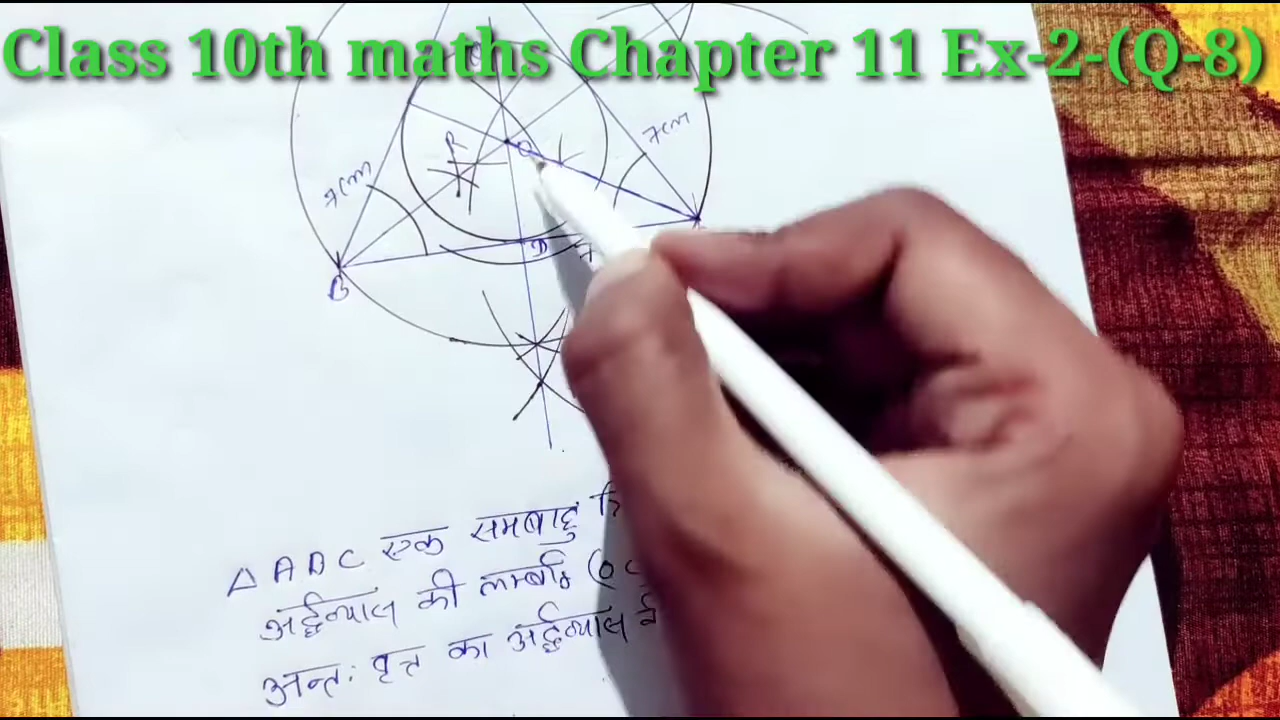 Class 10th maths Chapter 11 Ex-2-(Q-8)
7cm
7cm
O
D
B
△ ABC एक समबाहु
अर्द्धव्यास की लम्बाई
अन्तः वृत्त का अर्द्धव्यास